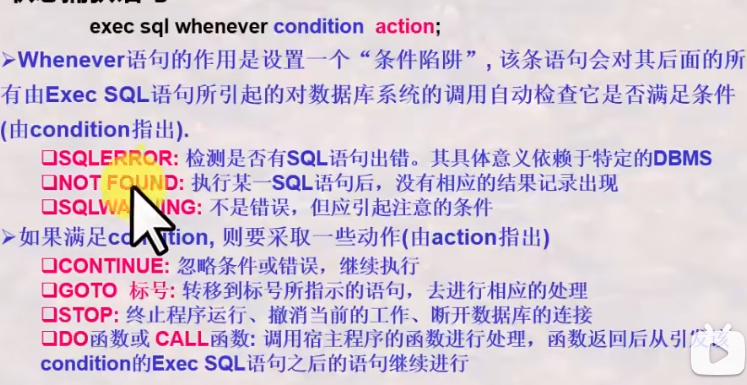 exec sql whenever condition action;
➢Whenever语句的作用是设置一个“条件陷阱”, 该条语句会对其后面的所
有由Exec SQL语句所引起的对数据库系统的调用自动检查它是否满足条件
(由condition指出).
❑SQLERROR: 检测是否有SQL语句出错。其具体意义依赖于特定的DBMS
❑NOT FOUND: 执行某一SQL语句后，没有相应的结果记录出现
❑SQLWARNING: 不是错误，但应引起注意的条件
➢如果满足condition, 则要采取一些动作(由action指出)
❑CONTINUE: 忽略条件或错误，继续执行
❑GOTO 标号: 转移到标号所指示的语句，去进行相应的处理
❑STOP: 终止程序运行、撤消当前的工作、断开数据库的连接
❑DO函数或 CALL函数: 调用宿主程序的函数进行处理，函数返回后从引发该
condition的Exec SQL语句之后的语句继续进行